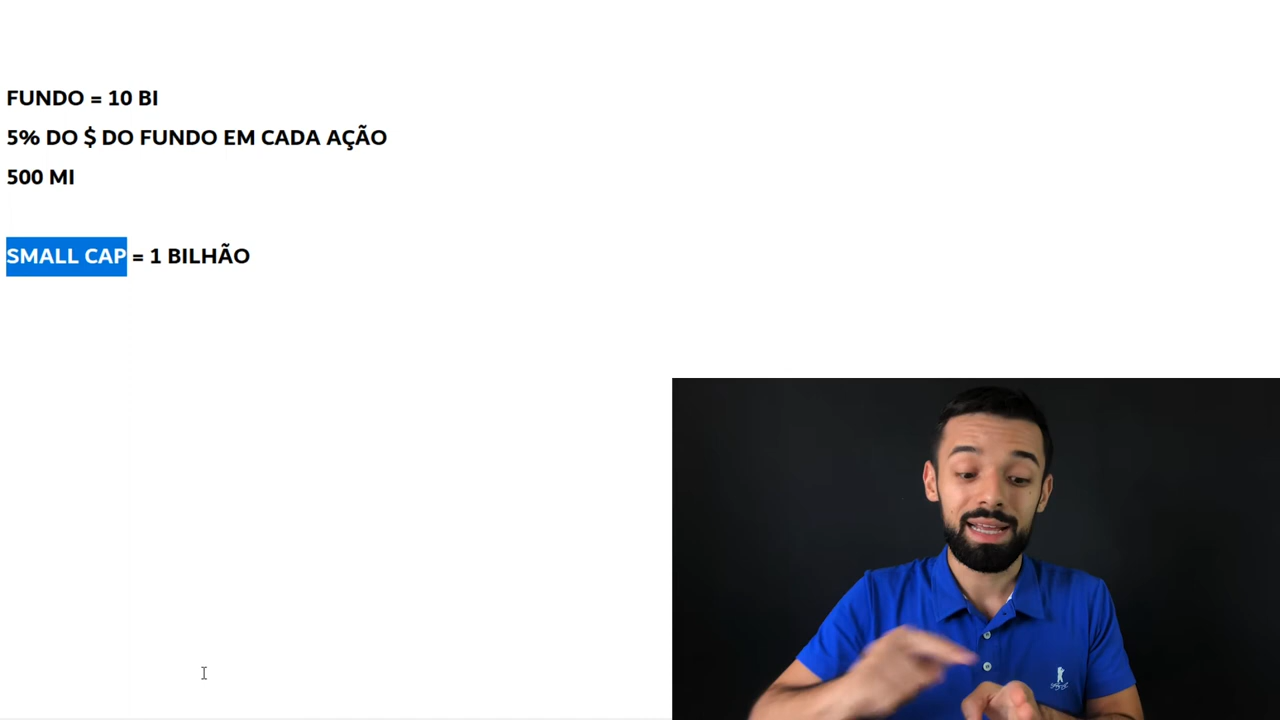 FUNDO = 10 BI
5% DO $ DO FUNDO EM CADA AÇÃO
500 MI
SMALL CAP = 1 BILHÃO